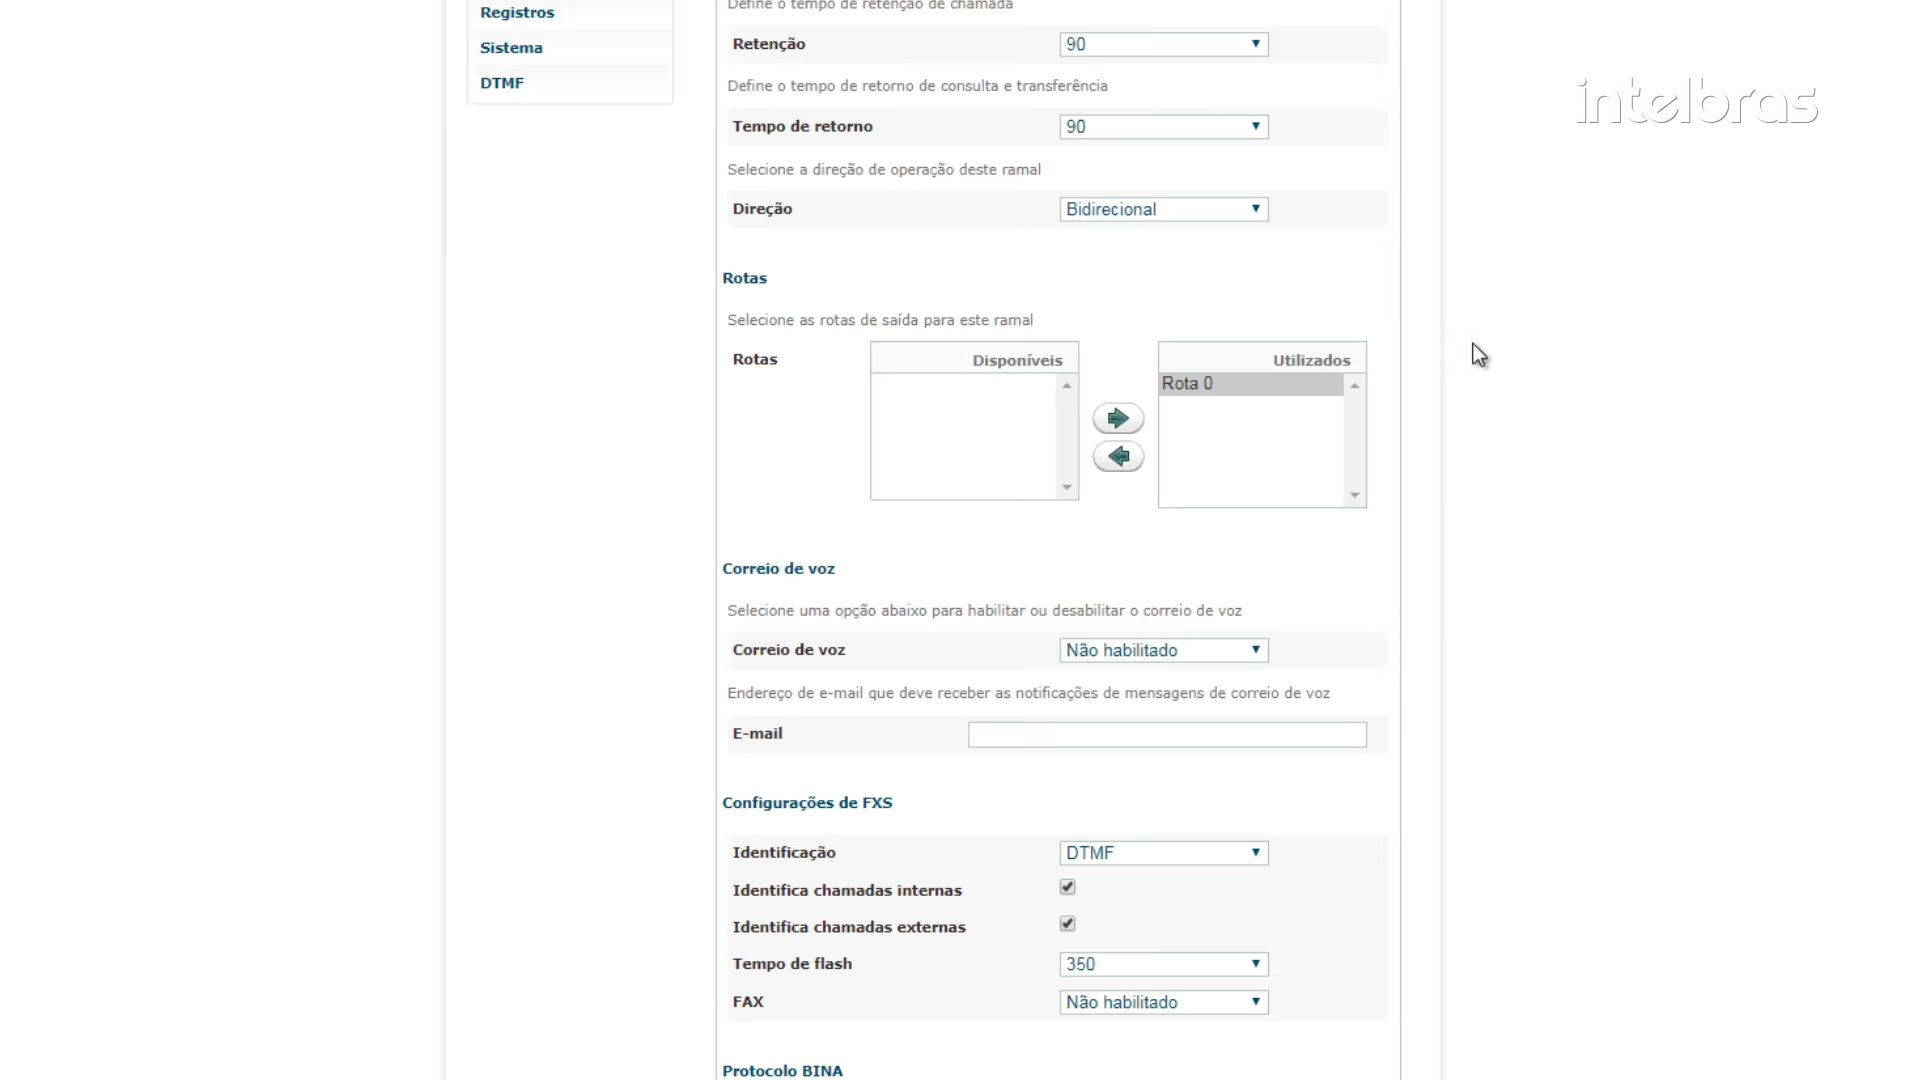 Registros
Sistema
DTMF
Define o tempo de retenção de chamada
Retenção 90
Define o tempo de retorno de consulta e transferência
Tempo de retorno 90
Selecione a direção de operação deste ramal
Direção Bidirecional
intelbras
Rotas
Selecione as rotas de saída para este ramal
Rotas Disponíveis Utilizados
Rota 0
Correio de voz
Selecione uma opção abaixo para habilitar ou desabilitar o correio de voz
Correio de voz Não habilitado
Endereço de e-mail que deve receber as notificações de mensagens de correio de voz
E-mail
Configurações de FXS
Identificação DTMF
Identifica chamadas internas
Identifica chamadas externas
Tempo de flash 350
FAX Não habilitado
Protocolo BINA